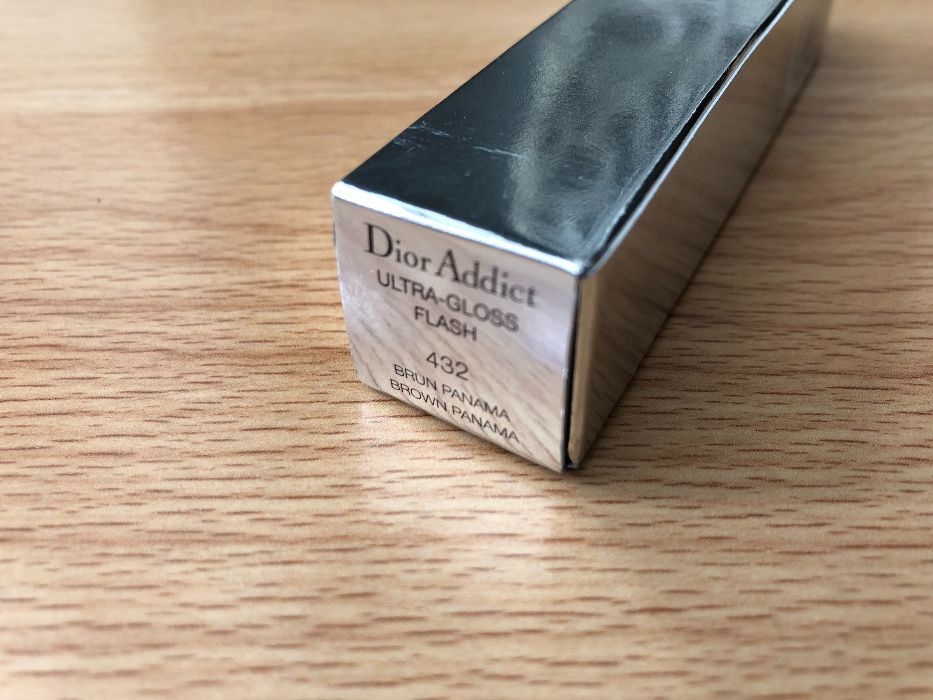 Dior Addict
ULTRA-GLOSS
FLASH
432
BRUN PANAMA
BROWN PANAMA